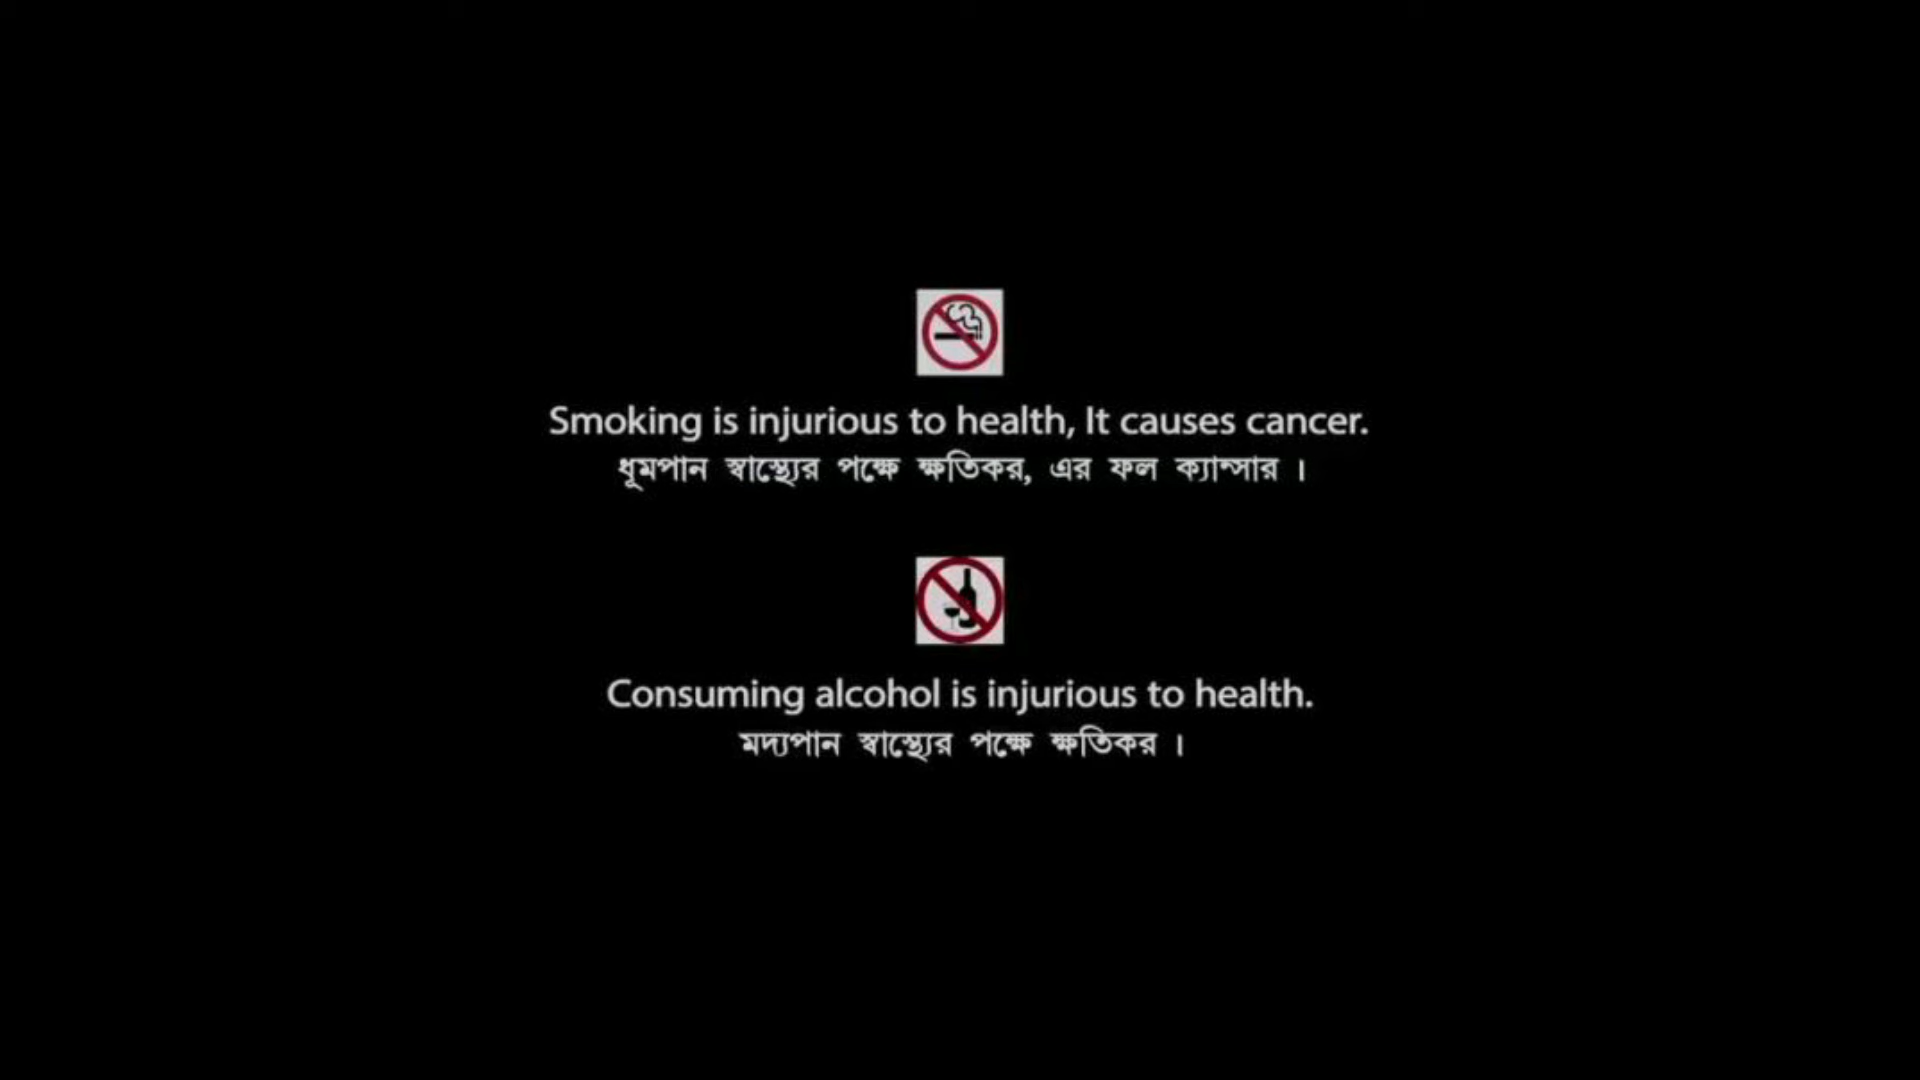 Smoking is injurious to health, It causes cancer.
ধূমপান স্বাস্থ্যের পক্ষে ক্ষতিকর, এর ফল ক্যান্সার ।
Consuming alcohol is injurious to health.
মদ্যপান স্বাস্থ্যের পক্ষে ক্ষতিকর ।